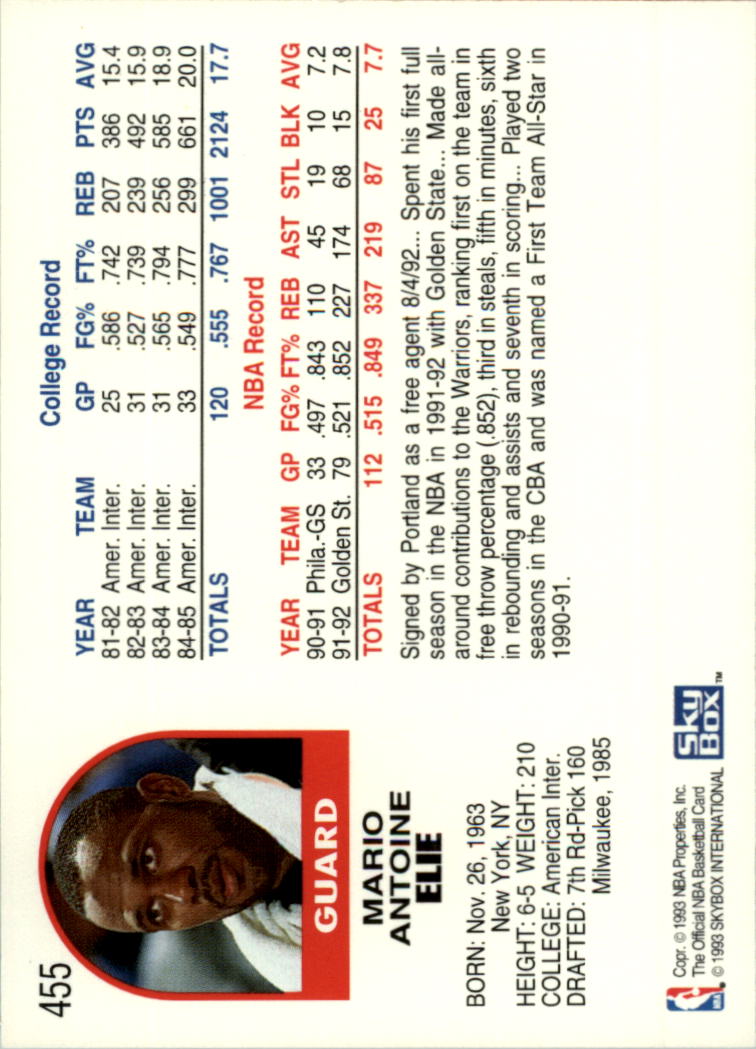 455
GUARD
MARIO
ANTOINE
ELIE
BORN: Nov. 26, 1963
New York, NY
HEIGHT: 6-5 WEIGHT: 210
COLLEGE: American Inter.
DRAFTED: 7th Rd-Pick 160
Milwaukee, 1985
College Record
YEAR TEAM GP FG% FT% REB PTS AVG
81-82 Amer. Inter. 25 .586 .742 207 386 15.4
82-83 Amer. Inter. 31 .527 .739 239 492 15.9
83-84 Amer. Inter. 31 .565 .794 256 585 18.9
84-85 Amer. Inter. 33 .549 .777 299 661 20.0
TOTALS 120 .555 .767 1001 2124 17.7
NBA Record
YEAR TEAM GP FG% FT% REB AST STL BLK AVG
90-91 Phila.-GS 33 .497 .843 110 45 19 10 7.2
91-92 Golden St. 79 .521 .852 227 174 68 15 7.8
TOTALS 112 .515 .849 337 219 87 25 7.7
Signed by Portland as a free agent 8/4/92... Spent his first full
season in the NBA in 1991-92 with Golden State... Made all-
around contributions to the Warriors, ranking first on the team in
free throw percentage (.852), third in steals, fifth in minutes, sixth
in rebounding and assists and seventh in scoring... Played two
seasons in the CBA and was named a First Team All-Star in
1990-91.
NBA
Copr. © 1993 NBA Properties, Inc.
The Official NBA Basketball Card
© 1993 SKYBOX INTERNATIONAL
Sky
Box
TM